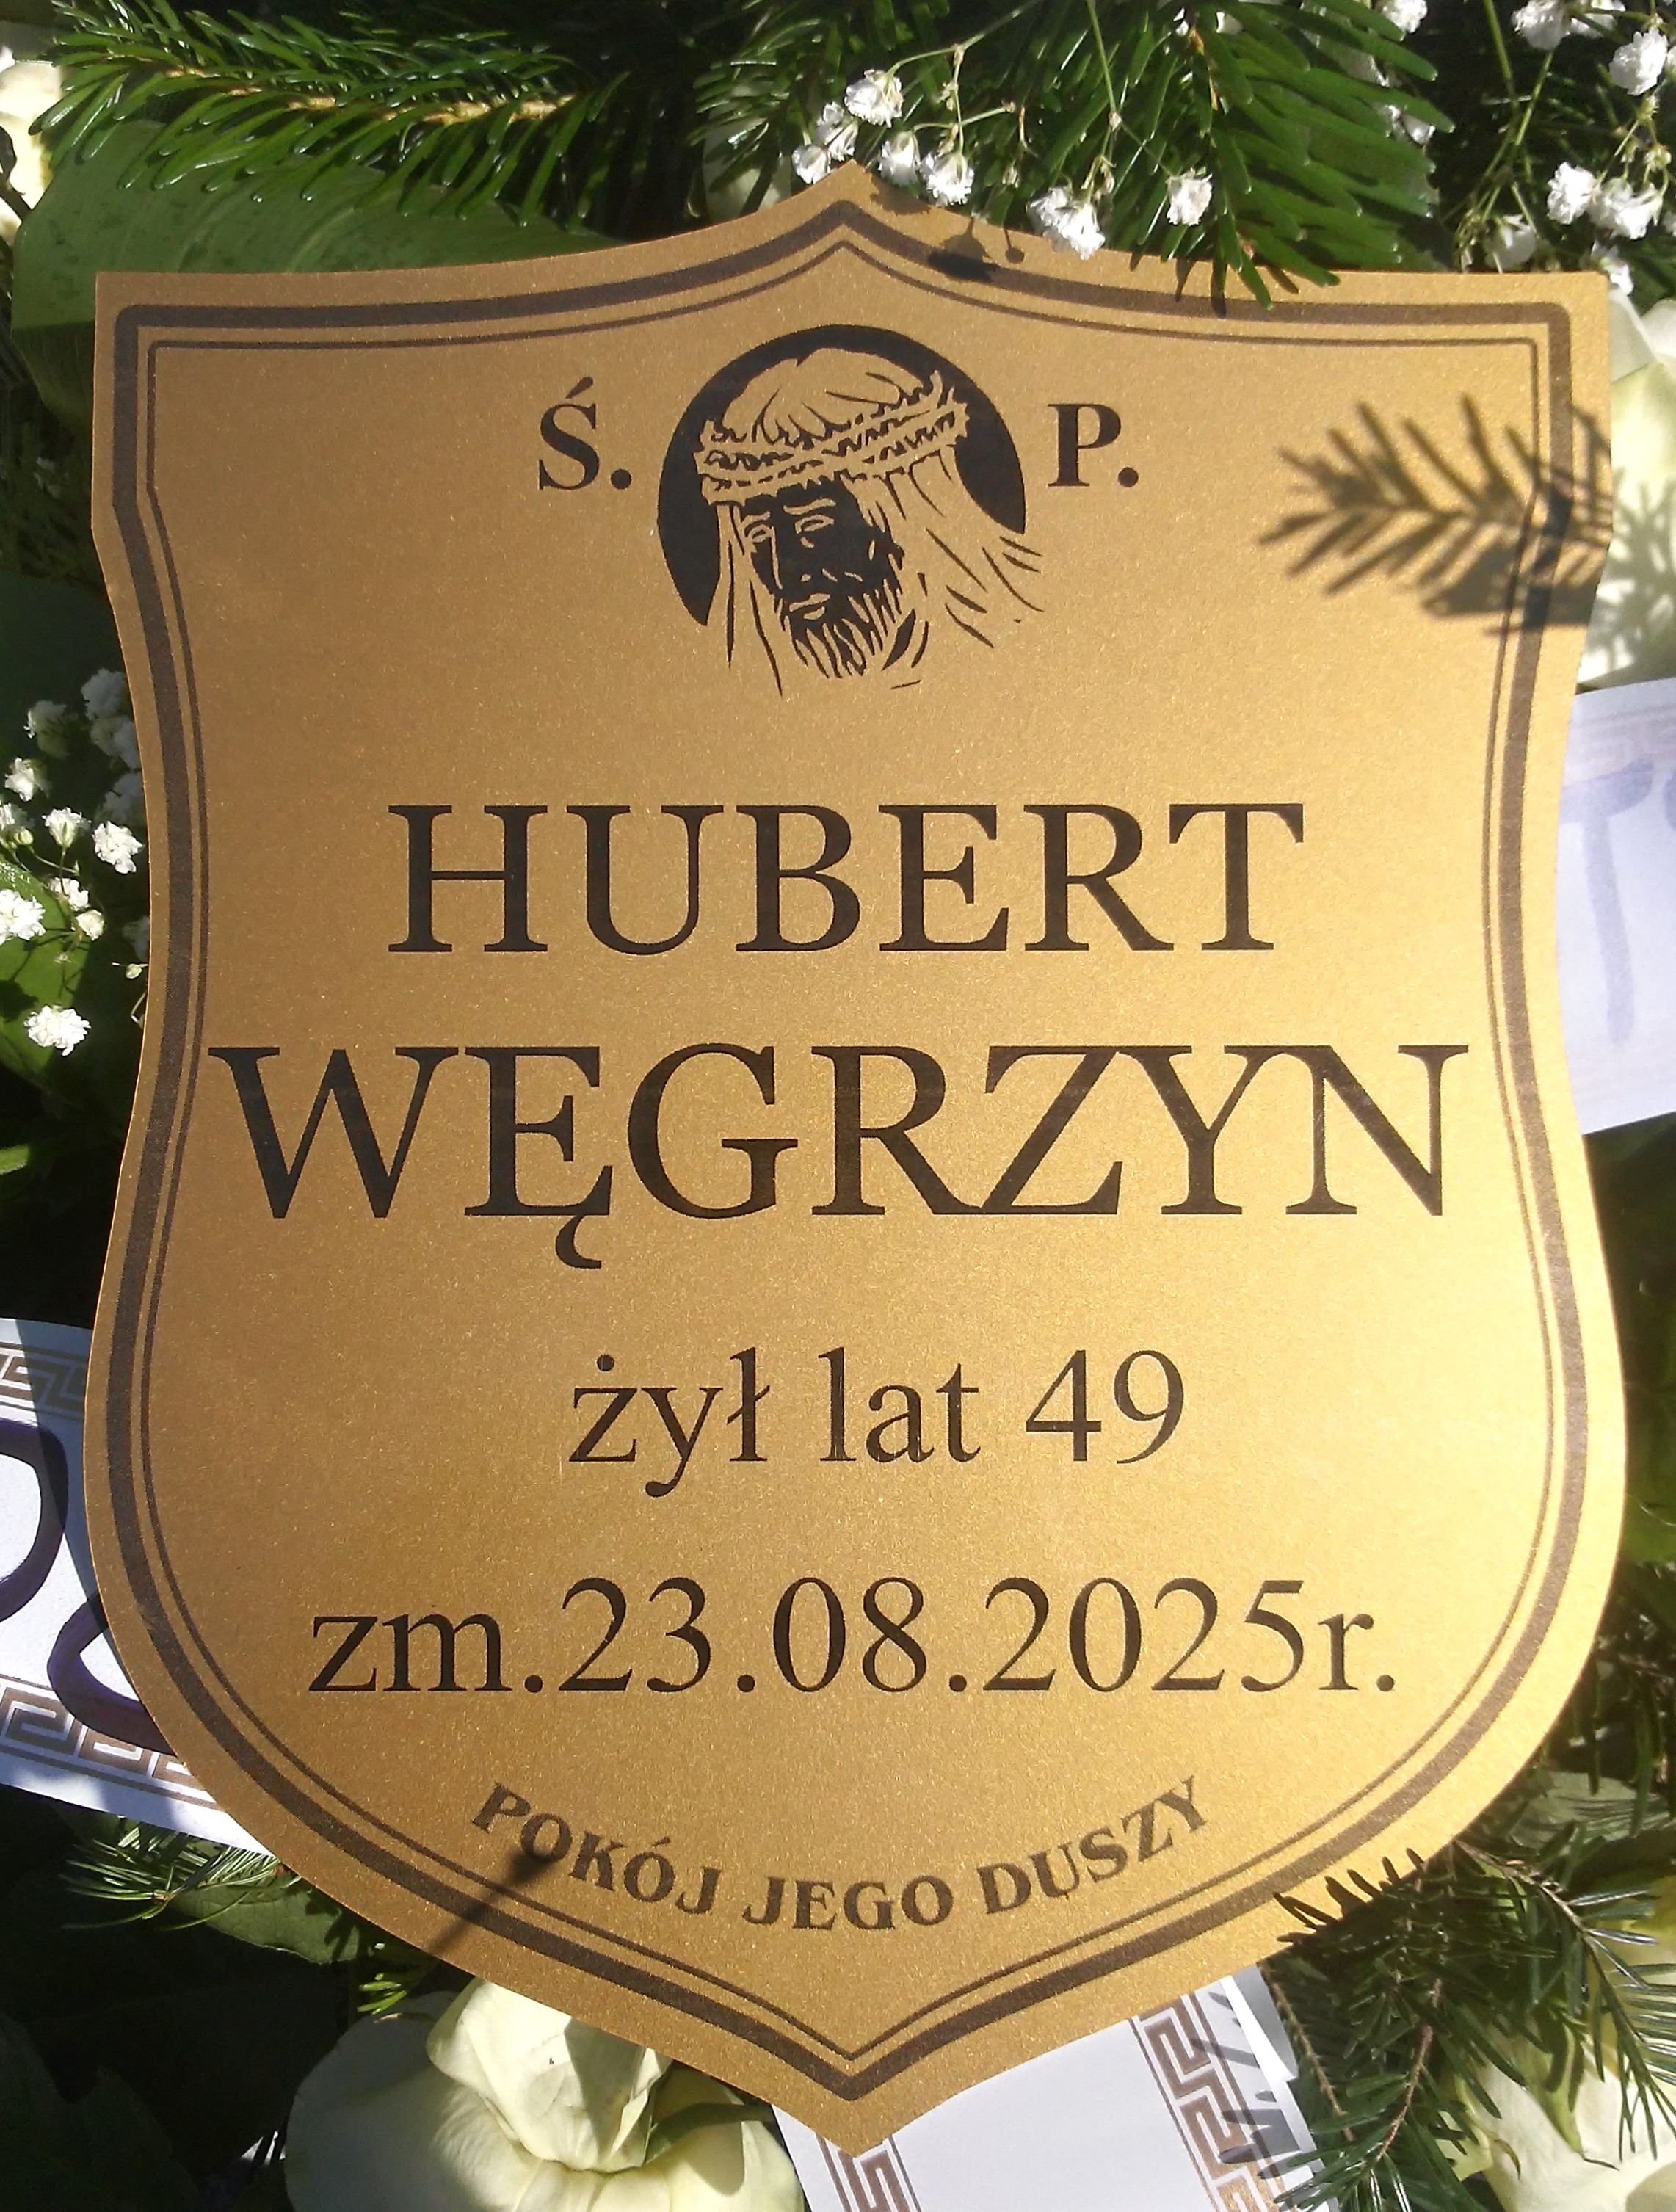 Ś. P.
HUBERT
WĘGRZYN
żył lat 49
zm.23.08.2025r.
POKÓJ JEGO DUSZY